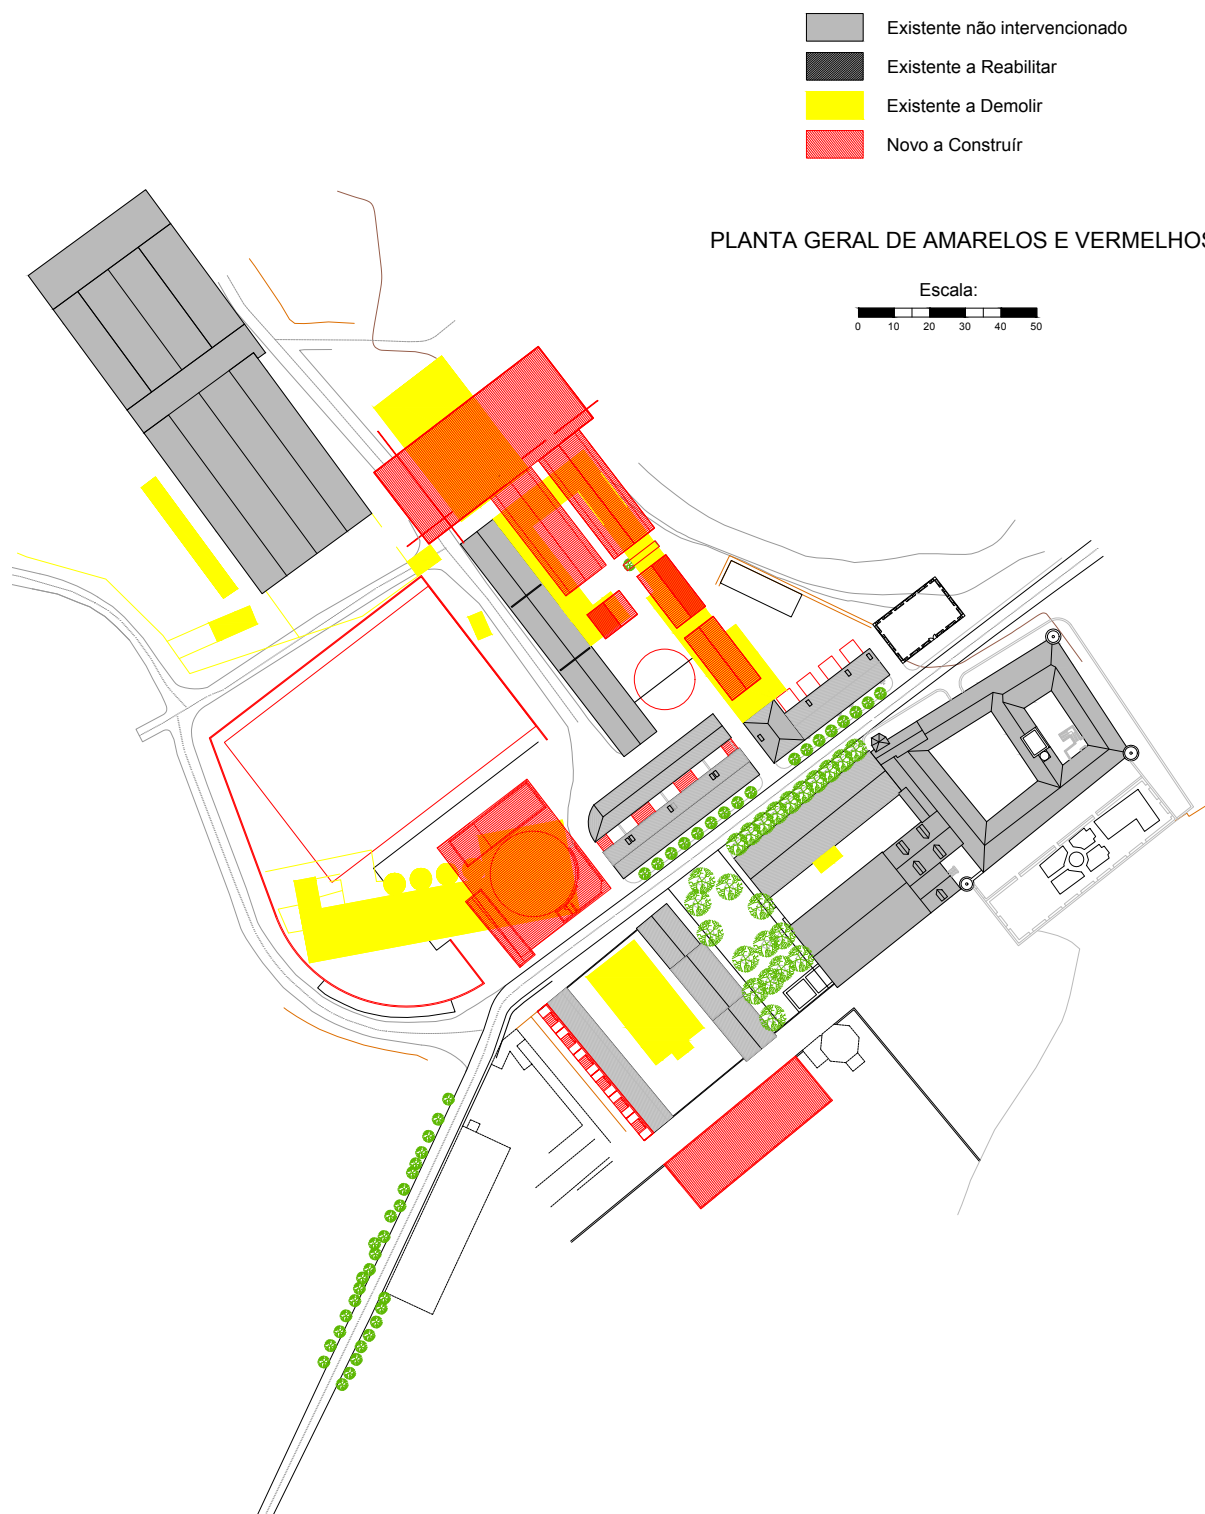 Existente não intervencionado
Existente a Reabilitar
Existente a Demolir
Novo a Construír
PLANTA GERAL DE AMARELOS E VERMELHOS
Escala:
0 10 20 30 40 50